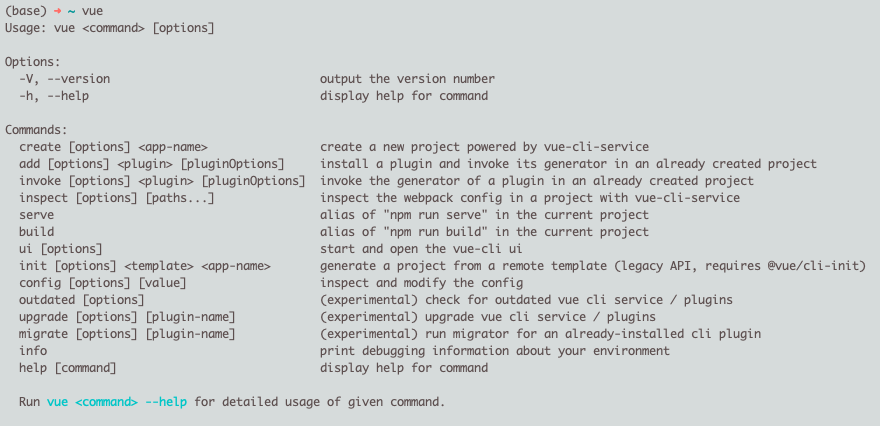 (base) ➜ ~ vue
Usage: vue <command> [options]

Options:
  -V, --version                              output the version number
  -h, --help                                 display help for command

Commands:
  create [options] <app-name>                create a new project powered by vue-cli-service
  add [options] <plugin> [pluginOptions]     install a plugin and invoke its generator in an already created project
  invoke [options] <plugin> [pluginOptions]  invoke the generator of a plugin in an already created project
  inspect [options] [paths...]               inspect the webpack config in a project with vue-cli-service
  serve                                      alias of "npm run serve" in the current project
  build                                      alias of "npm run build" in the current project
  ui [options]                               start and open the vue-cli ui
  init [options] <template> <app-name>       generate a project from a remote template (legacy API, requires @vue/cli-init)
  config [options] [value]                   inspect and modify the config
  outdated [options]                         (experimental) check for outdated vue cli service / plugins
  upgrade [options] [plugin-name]            (experimental) upgrade vue cli service / plugins
  migrate [options] [plugin-name]            (experimental) run migrator for an already-installed cli plugin
  info                                       print debugging information about your environment
  help [command]                             display help for command

  Run vue <command> --help for detailed usage of given command.